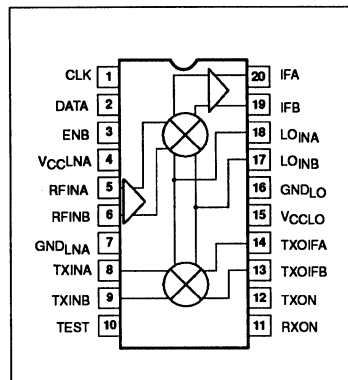 CLK 1 20 IFA
DATA 2 19 IFB
ENB 3 18 LOINA
VCCLNA 4 17 LOINB
RFINA 5 16 GNDLO
RFINB 6 15 VCCLO
GNDLNA 7 14 TXOIFA
TXINA 8 13 TXOIFB
TXINB 9 12 TXON
TEST 10 11 RXON